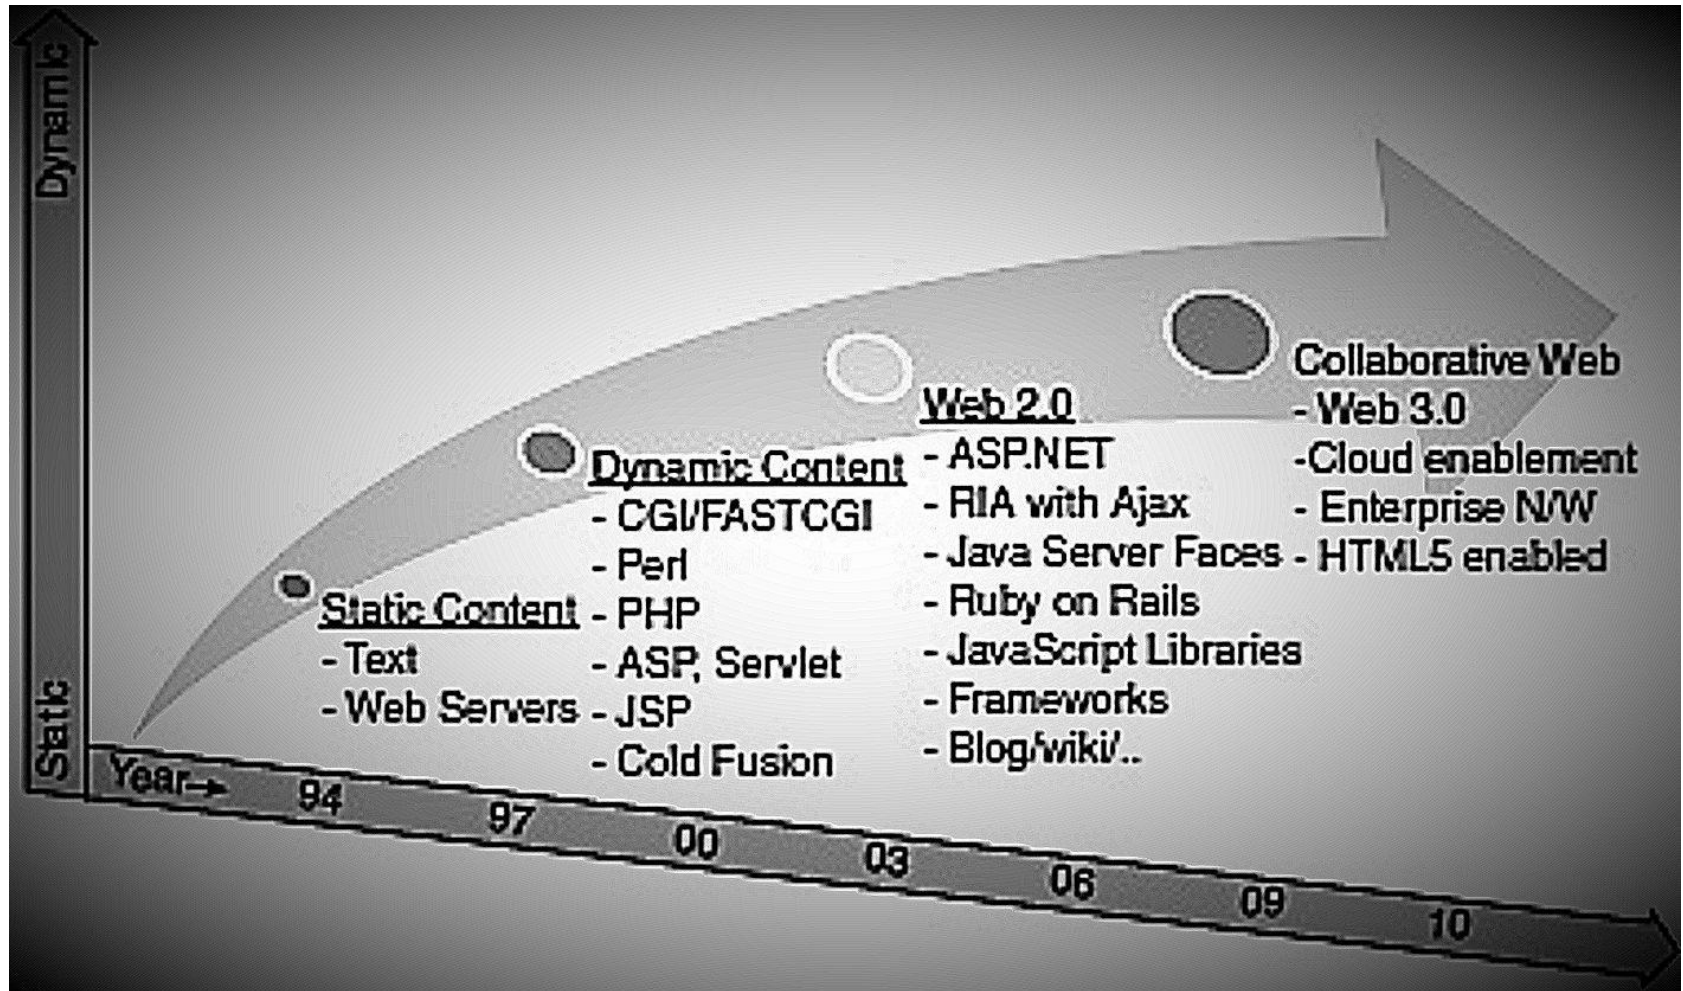 Dynamic
Static
Year→
94
97
00
03
06
09
10
Static Content
- Text
- Web Servers
Dynamic Content
- CGI/FASTCGI
- Perl
- PHP
- ASP, Servlet
- JSP
- Cold Fusion
Web 2.0
- ASP.NET
- RIA with Ajax
- Java Server Faces
- Ruby on Rails
- JavaScript Libraries
- Frameworks
- Blog/wiki/..
Collaborative Web
- Web 3.0
-Cloud enablement
- Enterprise N/W
- HTML5 enabled